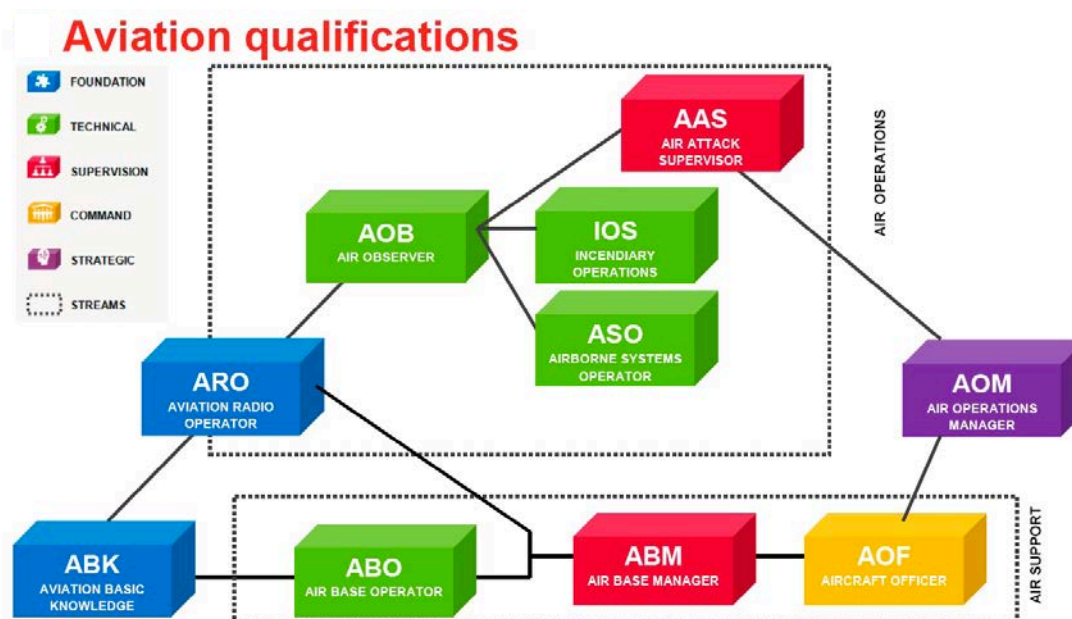 Aviation qualifications
FOUNDATION
TECHNICAL
SUPERVISION
COMMAND
STRATEGIC
STREAMS
AAS
AIR ATTACK
SUPERVISOR
AIR OPERATIONS
AOB
AIR OBSERVER
IOS
INCENDIARY
OPERATIONS
ASO
AIRBORNE SYSTEMS
OPERATOR
ARO
AVIATION RADIO
OPERATOR
AOM
AIR OPERATIONS
MANAGER
ABK
AVIATION BASIC
KNOWLEDGE
ABO
AIR BASE OPERATOR
ABM
AIR BASE MANAGER
AOF
AIRCRAFT OFFICER
AIR SUPPORT